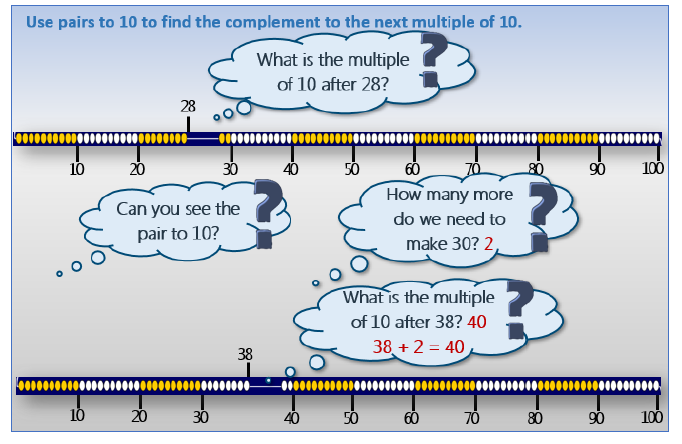 Use pairs to 10 to find the complement to the next multiple of 10.
What is the multiple
of 10 after 28?
?
28
10 20 30 40 50 60 70 80 90 100
Can you see the
pair to 10?
?
How many more
do we need to
make 30? 2
?
What is the multiple
of 10 after 38? 40
38 + 2 = 40
?
38
10 20 30 40 50 60 70 80 90 100